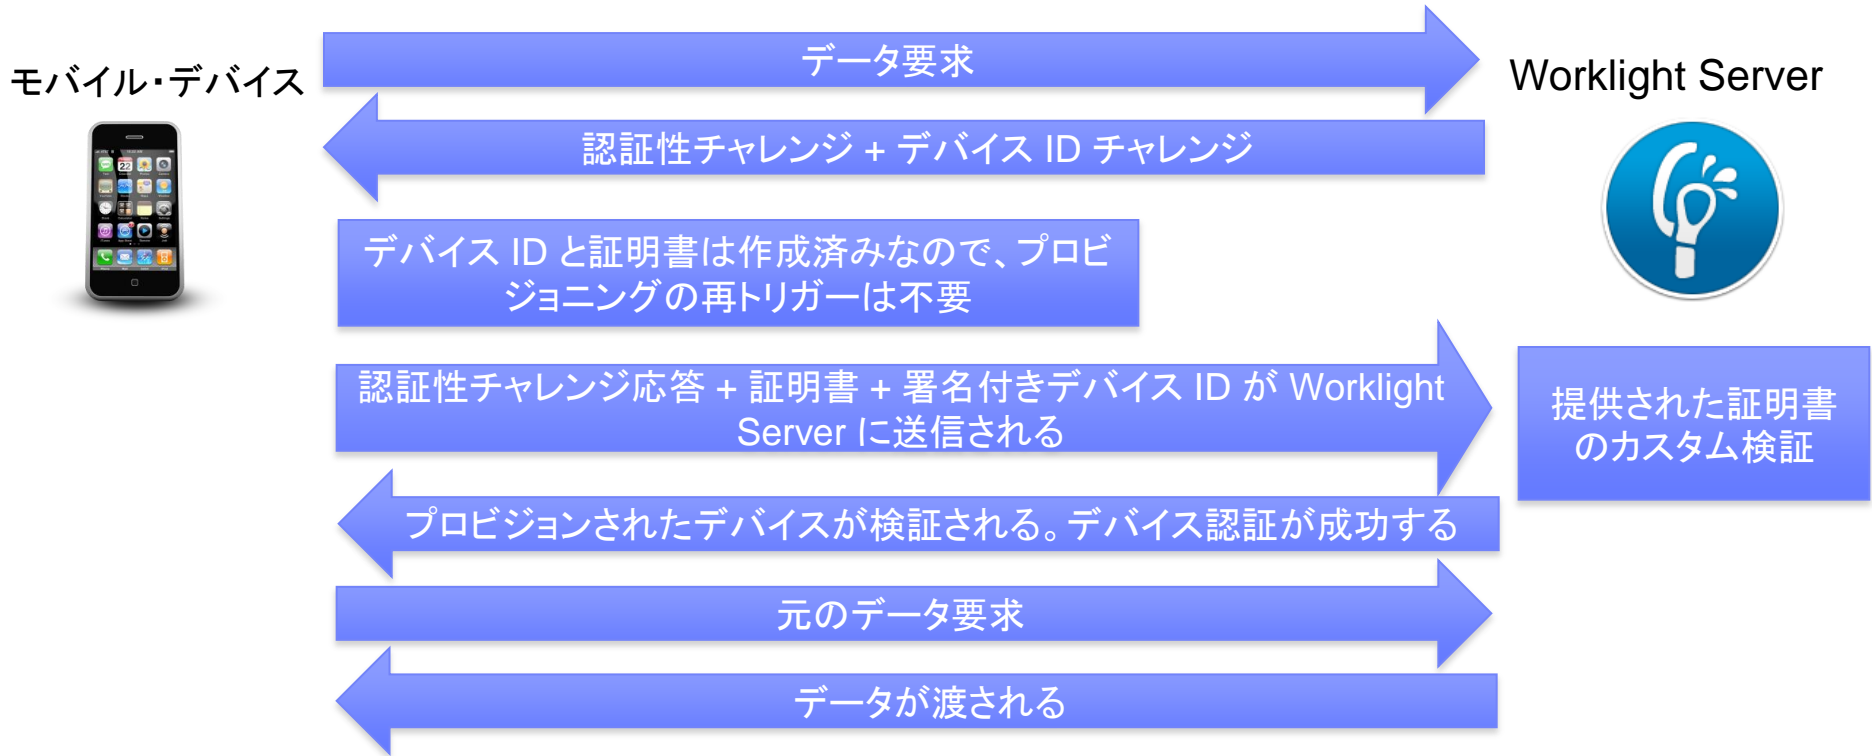 データ要求
モバイル・デバイス
Worklight Server
認証性チャレンジ + デバイス ID チャレンジ
デバイス ID と証明書は作成済みなので、プロビ
ジョニングの再トリガーは不要
認証性チャレンジ応答 + 証明書 + 署名付きデバイス ID が Worklight
Server に送信される
提供された証明書
のカスタム検証
プロビジョンされたデバイスが検証される。デバイス認証が成功する
元のデータ要求
データが渡される